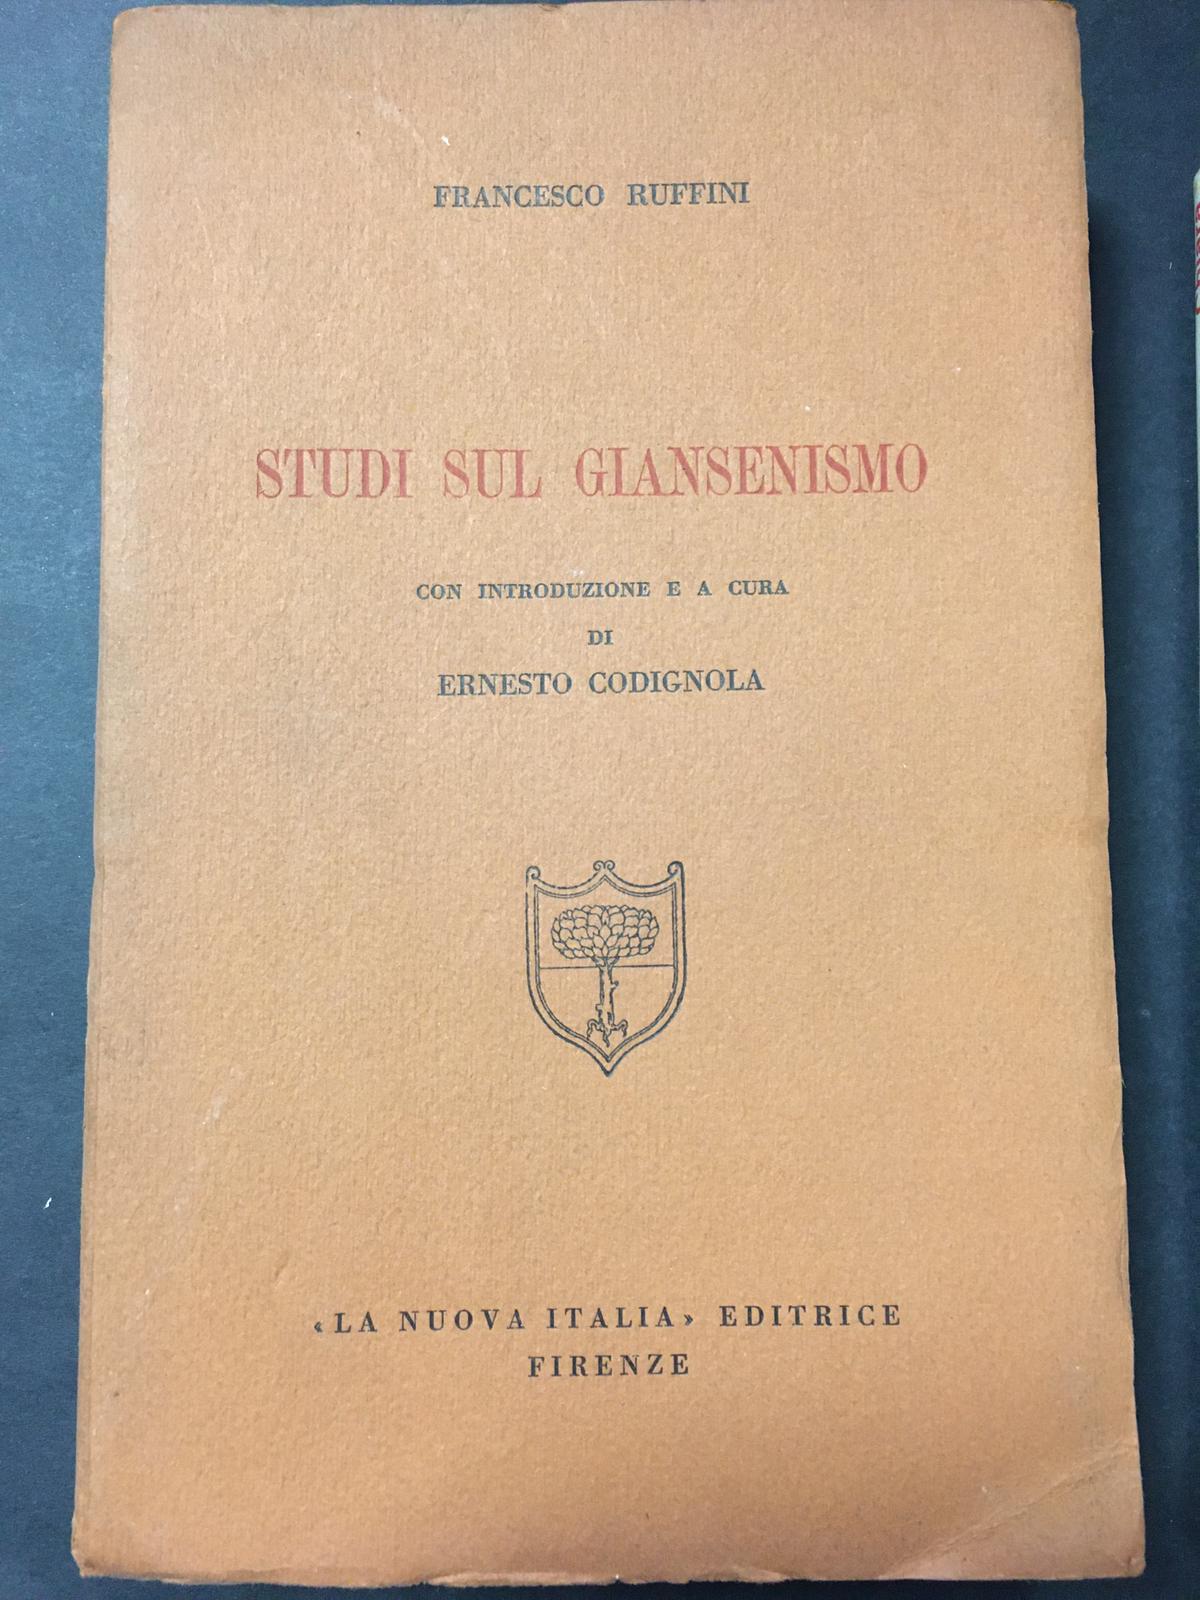 FRANCESCO RUFFINI
STUDI SUL GIANSENISMO
CON INTRODUZIONE E A CURA
DI
ERNESTO CODIGNOLA
«LA NUOVA ITALIA» EDITRICE
FIRENZE